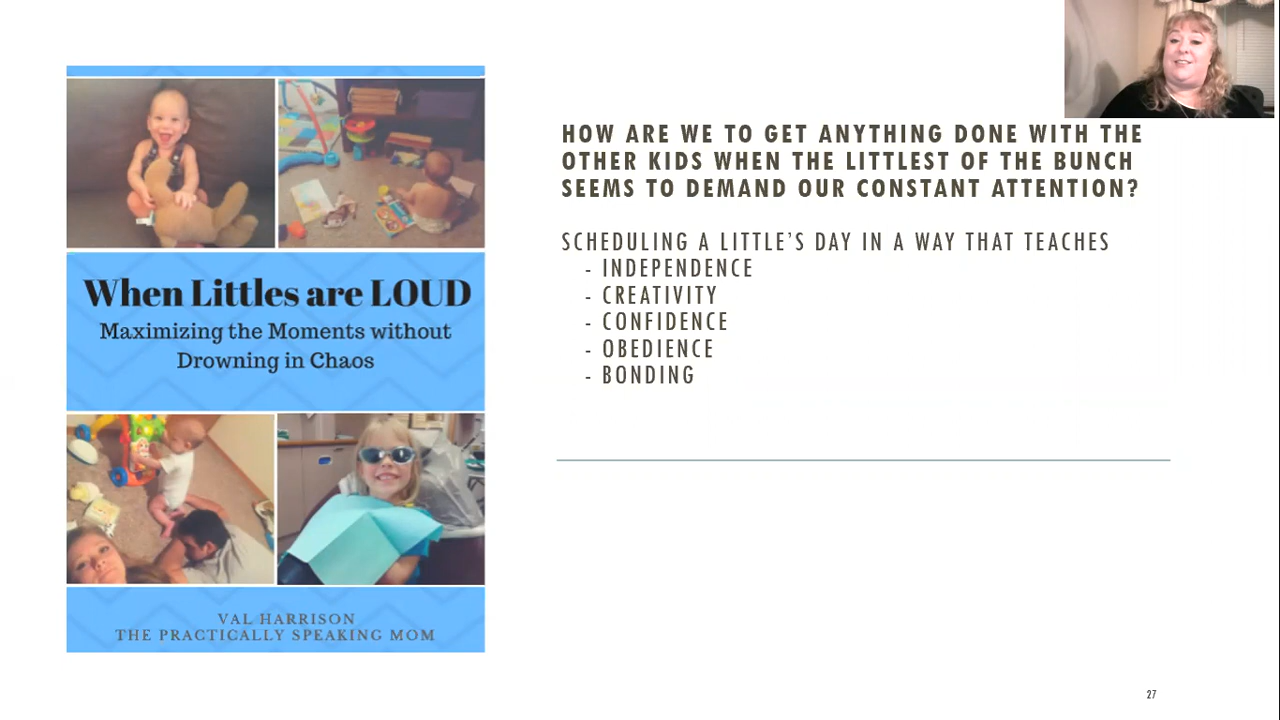 When Littles are LOUD
Maximizing the Moments without
Drowning in Chaos
VAL HARRISON
THE PRACTICALLY SPEAKING MOM
HOW ARE WE TO GET ANYTHING DONE WITH THE
OTHER KIDS WHEN THE LITTLEST OF THE BUNCH
SEEMS TO DEMAND OUR CONSTANT ATTENTION?
SCHEDULING A LITTLE'S DAY IN A WAY THAT TEACHES
- INDEPENDENCE
- CREATIVITY
- CONFIDENCE
- OBEDIENCE
- BONDING
27